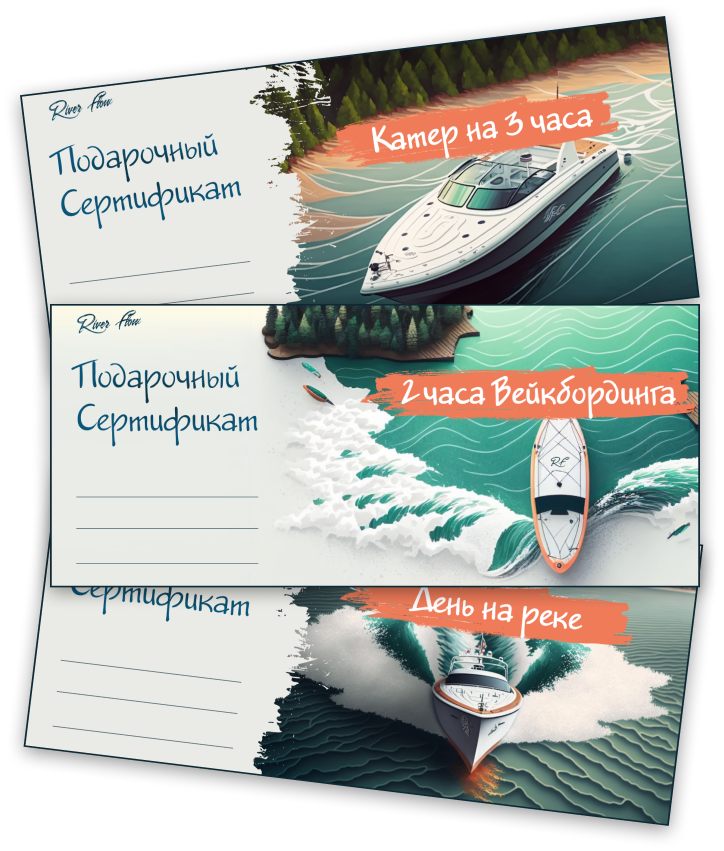 River Flow
Подарочный
Сертификат
Катер на 3 часа
River Flow
Подарочный
Сертификат
2 часа Вейкбординга
R.F.
Сертификат
День на реке